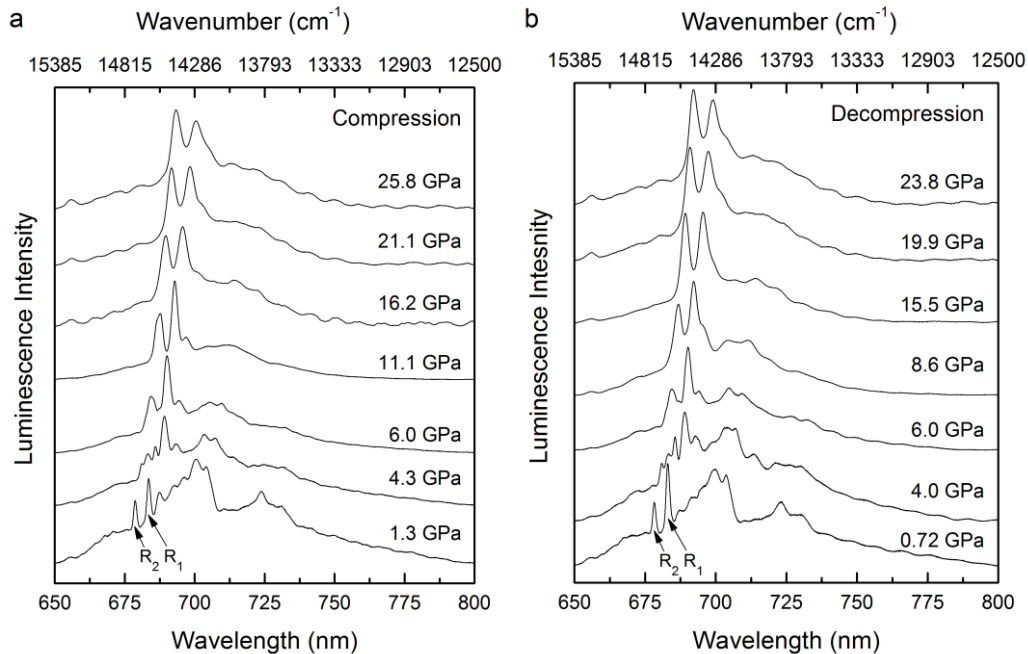 a
Wavenumber (cm⁻¹)
15385 14815 14286 13793 13333 12903 12500
Compression
25.8 GPa
21.1 GPa
16.2 GPa
11.1 GPa
6.0 GPa
4.3 GPa
1.3 GPa
R₂ R₁
Luminescence Intensity
650 675 700 725 750 775 800
Wavelength (nm)
b
Wavenumber (cm⁻¹)
15385 14815 14286 13793 13333 12903 12500
Decompression
23.8 GPa
19.9 GPa
15.5 GPa
8.6 GPa
6.0 GPa
4.0 GPa
0.72 GPa
R₂ R₁
Luminescence Intesnity
650 675 700 725 750 775 800
Wavelength (nm)